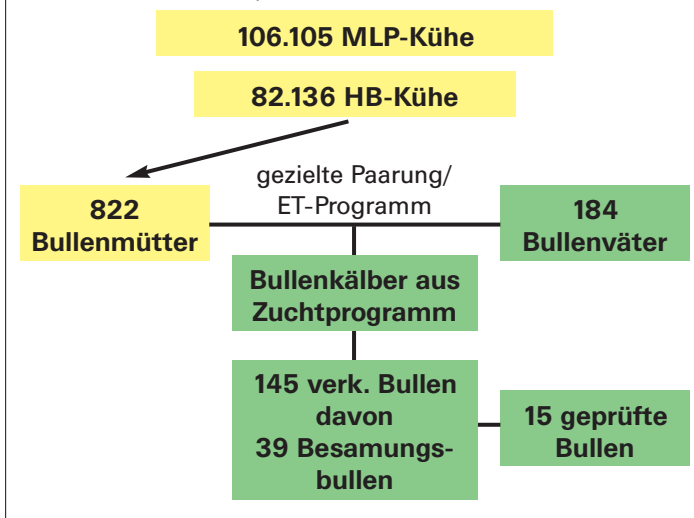 106.105 MLP-Kühe
82.136 HB-Kühe
gezielte Paarung/
ET-Programm
822
Bullenmütter
184
Bullenväter
Bullenkälber aus
Zuchtprogramm
145 verk. Bullen
davon
39 Besamungs-
bullen
15 geprüfte
Bullen